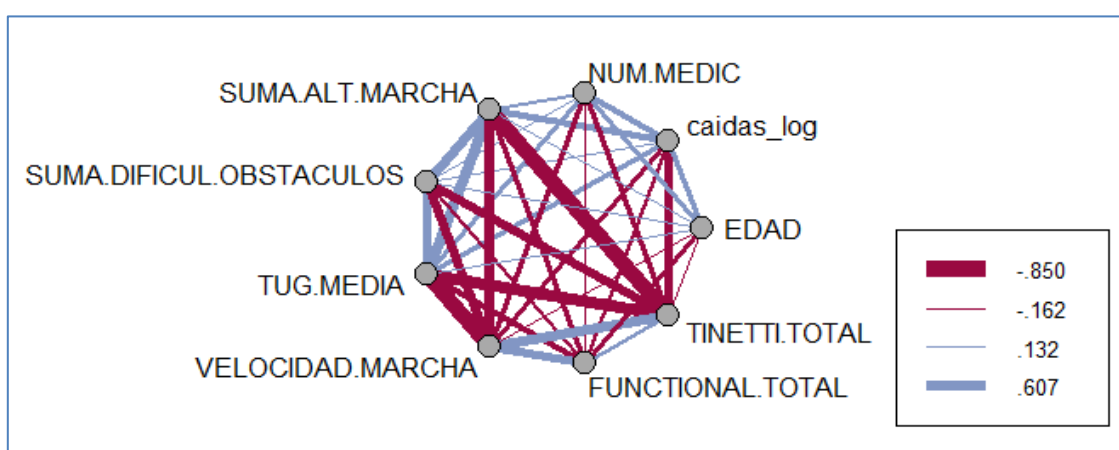 NUM.MEDIC
SUMA.ALT.MARCHA
caidas_log
SUMA.DIFICUL.OBSTACULOS
EDAD
TUG.MEDIA
TINETTI.TOTAL
VELOCIDAD.MARCHA
FUNCTIONAL.TOTAL
-.850
-.162
.132
.607